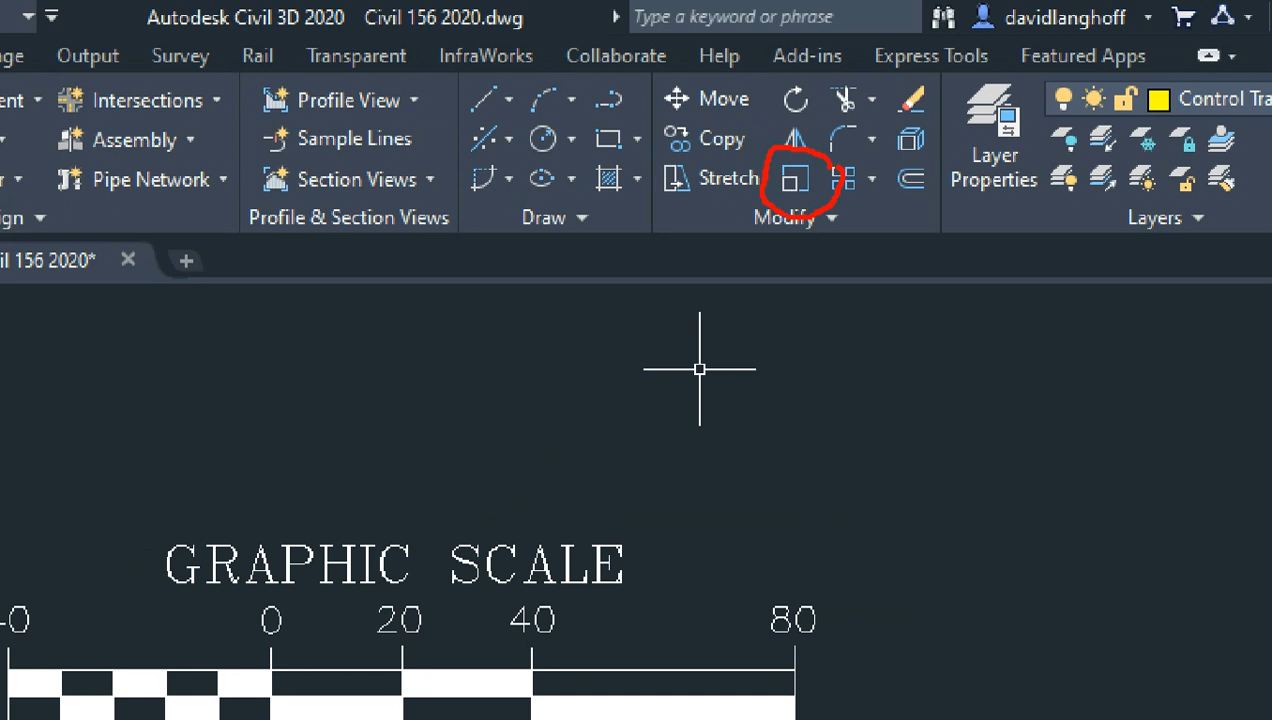 Autodesk Civil 3D 2020 Civil 156 2020.dwg Type a keyword or phrase davidlanghoff
Output Survey Rail Transparent InfraWorks Collaborate Help Add-ins Express Tools Featured Apps
Intersections Profile View Move Control Tra
Assembly Sample Lines Copy
Pipe Network Section Views Stretch Layer Properties
Profile & Section Views Draw Modify Layers
il 156 2020*
GRAPHIC SCALE
0 20 40 80